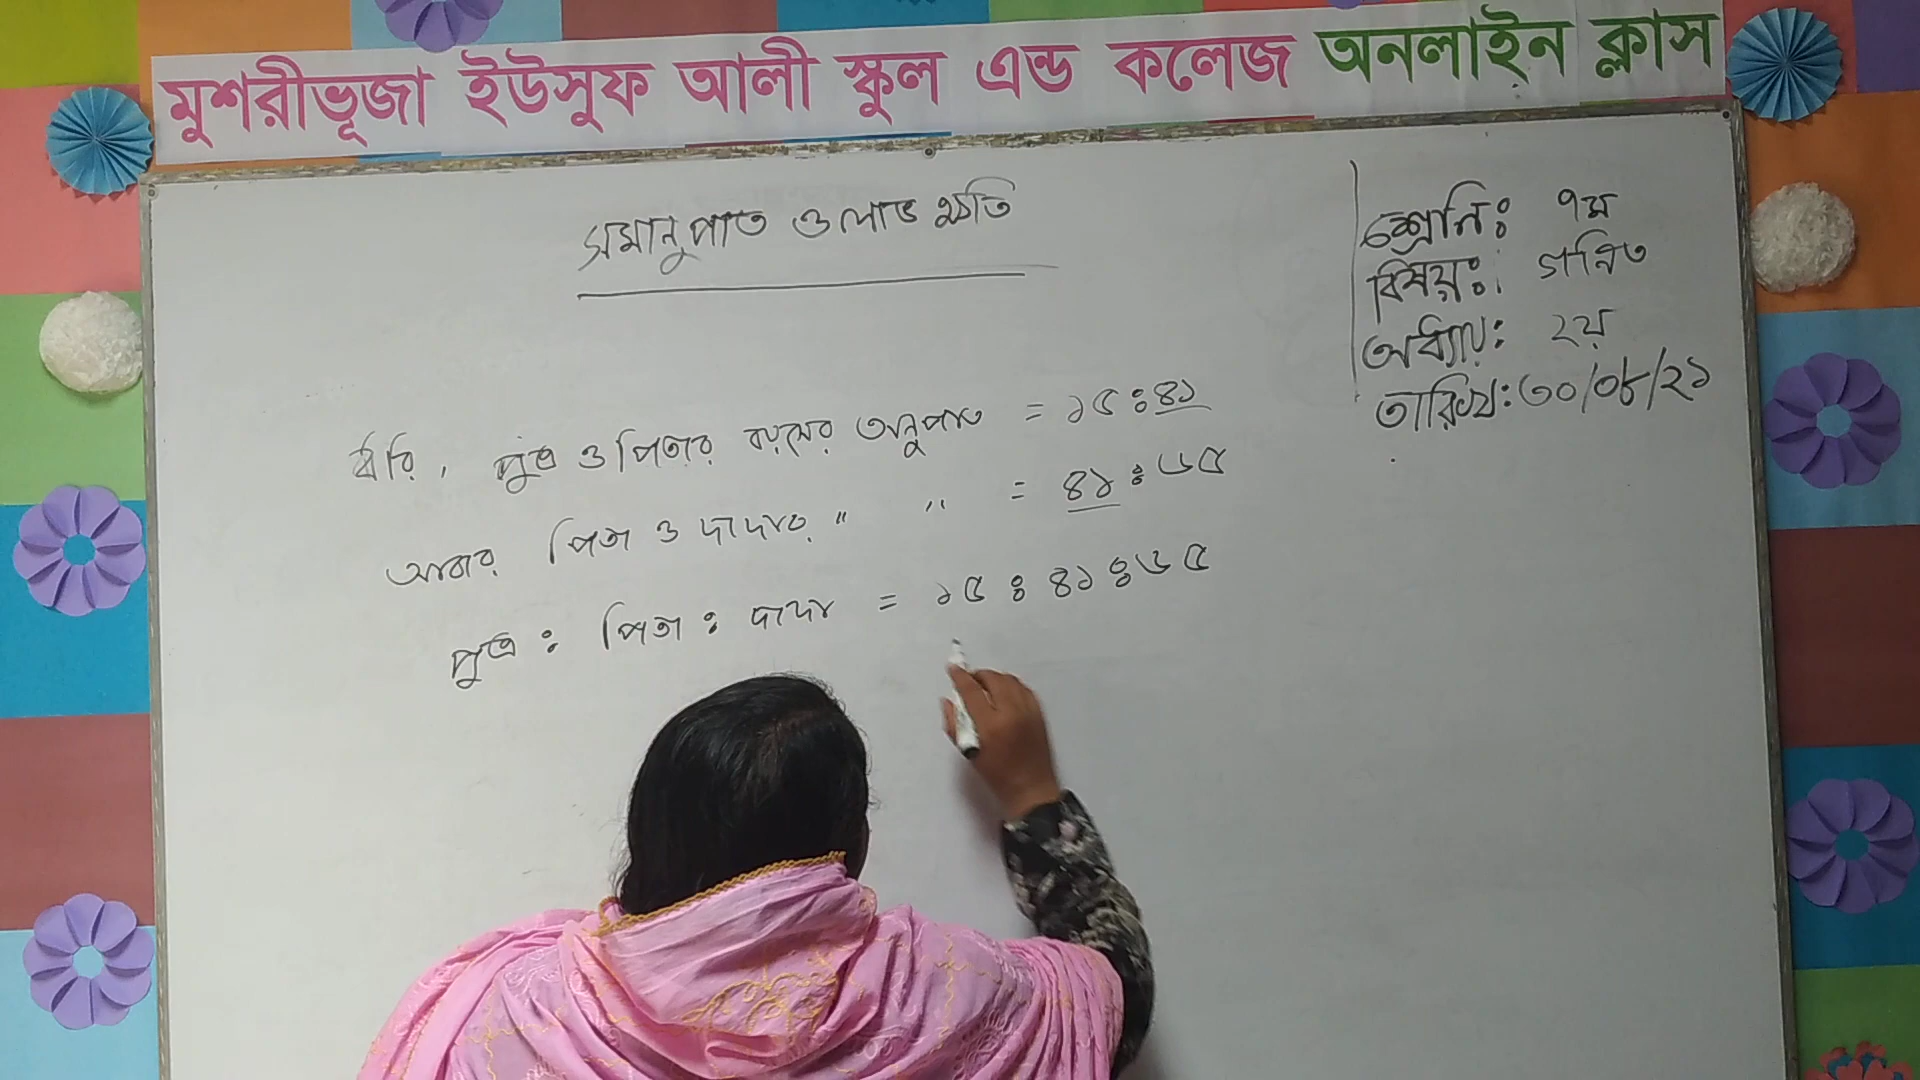 মুশরীভূজা ইউসুফ আলী স্কুল এন্ড কলেজ অনলাইন ক্লাস
সমানুপাত ও লাভ ক্ষতি
শ্রেনি: ৭ম
বিষয়: গনিত
অধ্যায়: ২য়
তারিখ: ৩০/০৮/২১
ধরি, পুত্র ও পিতার বয়সের অনুপাত = ১৫ : ৪১
আবার পিতা ও দাদার " " = ৪১ : ৬৫
পুত্র : পিতা : দাদা = ১৫ : ৪১ : ৬৫